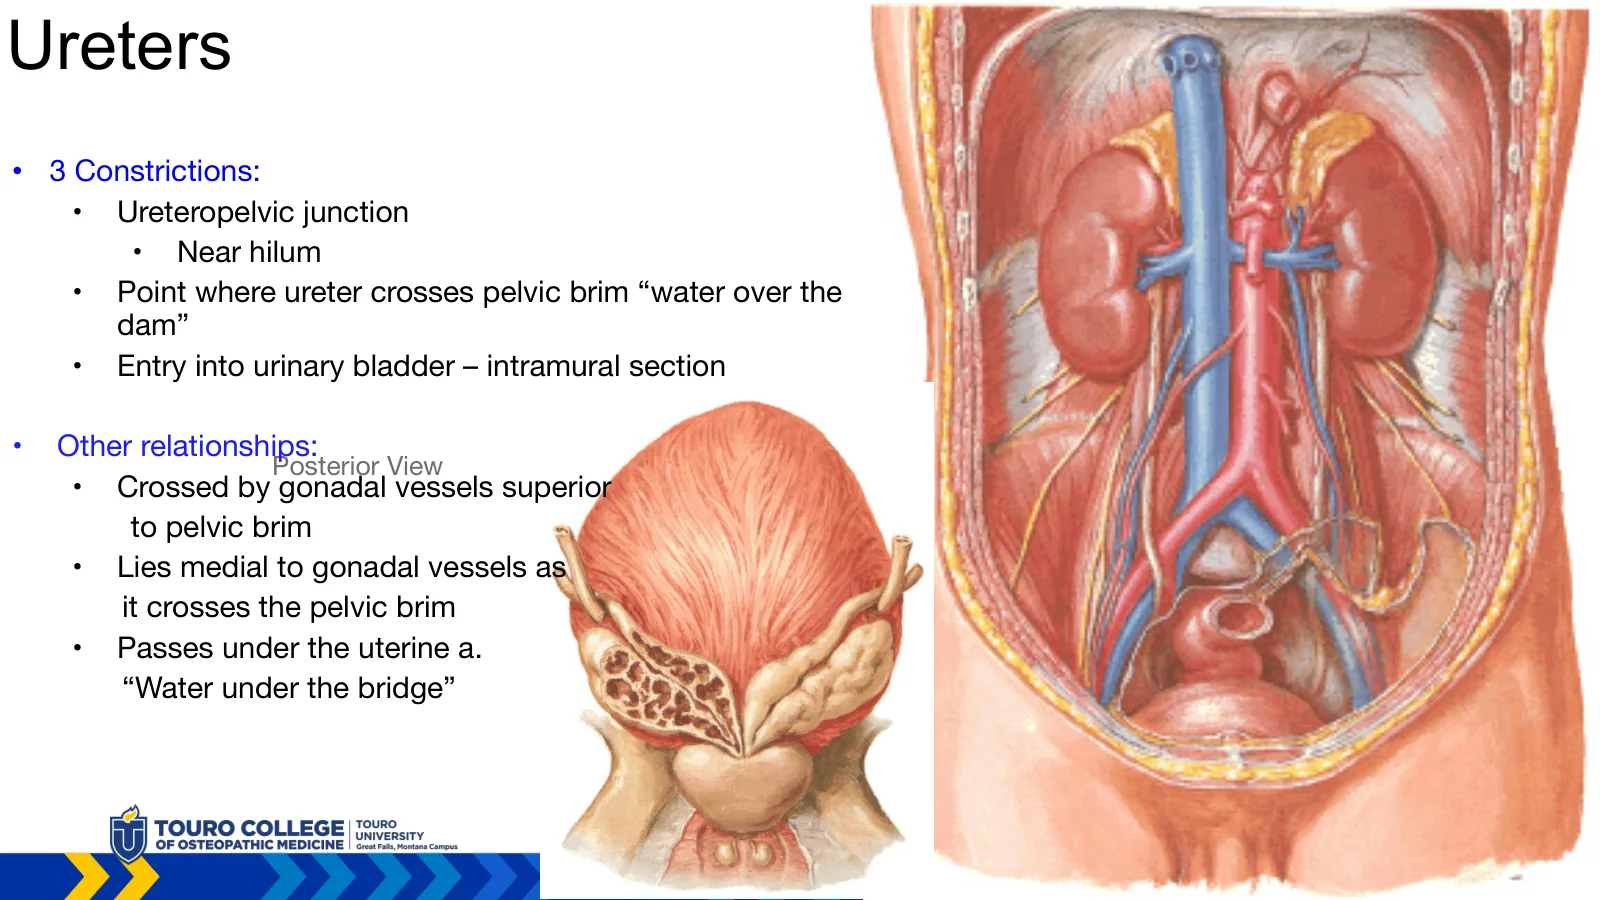 Ureters
• 3 Constrictions:
• Ureteropelvic junction
• Near hilum
• Point where ureter crosses pelvic brim “water over the
dam”
• Entry into urinary bladder – intramural section
• Other relationships:
Posterior View
• Crossed by gonadal vessels superior
to pelvic brim
• Lies medial to gonadal vessels as
it crosses the pelvic brim
• Passes under the uterine a.
“Water under the bridge”
TOURO COLLEGE
OF OSTEOPATHIC MEDICINE
TOURO
UNIVERSITY
Great Falls, Montana Campus